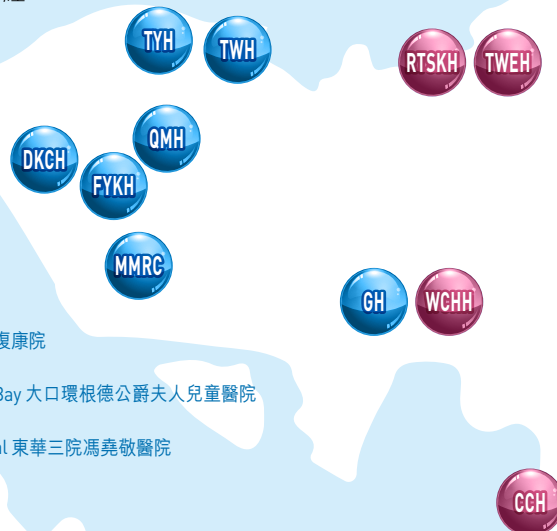 TYH
TWH
RTSKH
TWEH
QMH
DKCH
FYKH
MMRC
GH
WCHH
復康院
Bay 大口環根德公爵夫人兒童醫院
al 東華三院馮堯敬醫院
CCH